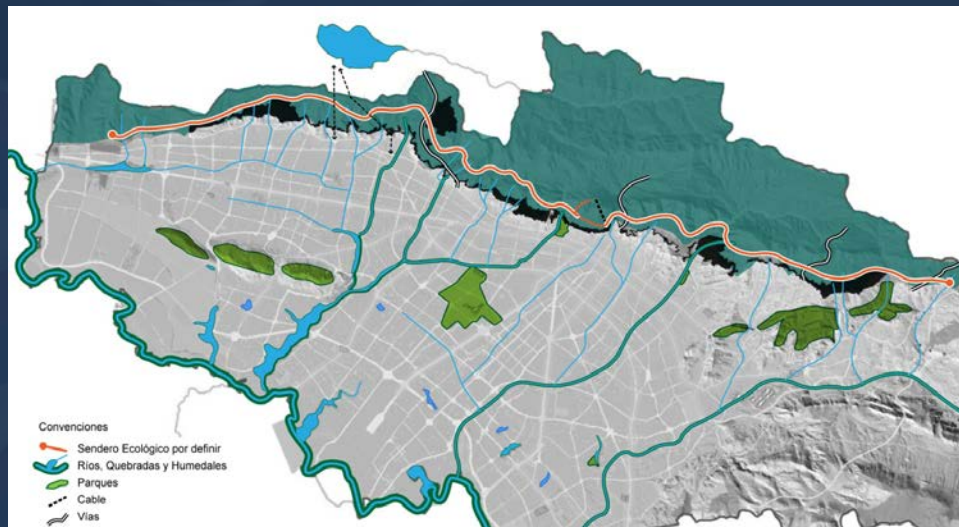 Convenciones
Sendero Ecológico por definir
Ríos, Quebradas y Humedales
Parques
Cable
Vías